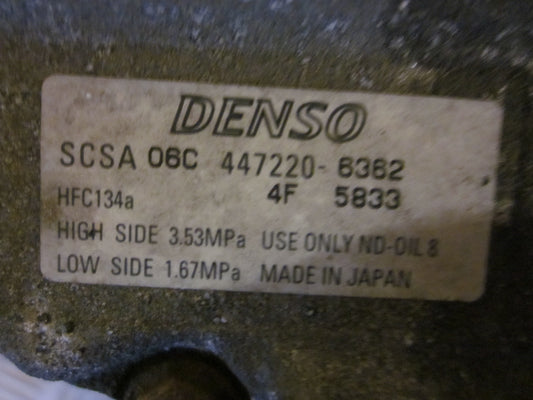 DENSO
SCSA 06C 447220-6362
HFC134a 4F 5833
HIGH SIDE 3.53MPa USE ONLY ND-OIL 8
LOW SIDE 1.67MPa MADE IN JAPAN